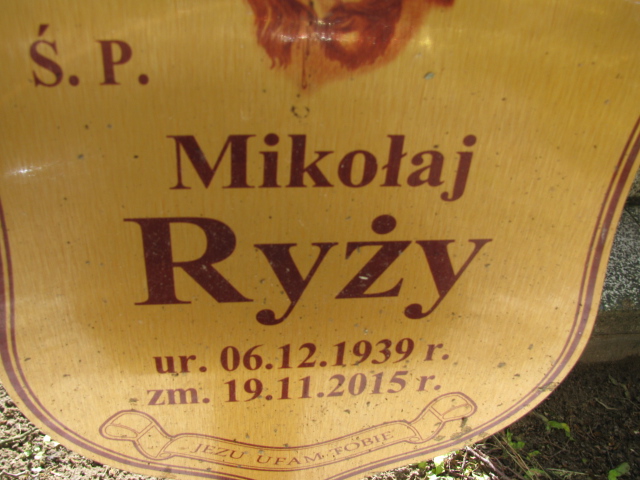 Ś. P.
Mikołaj
Ryży
ur. 06.12.1939 r.
zm. 19.11.2015 r.
JEZU UFAM TOBIE